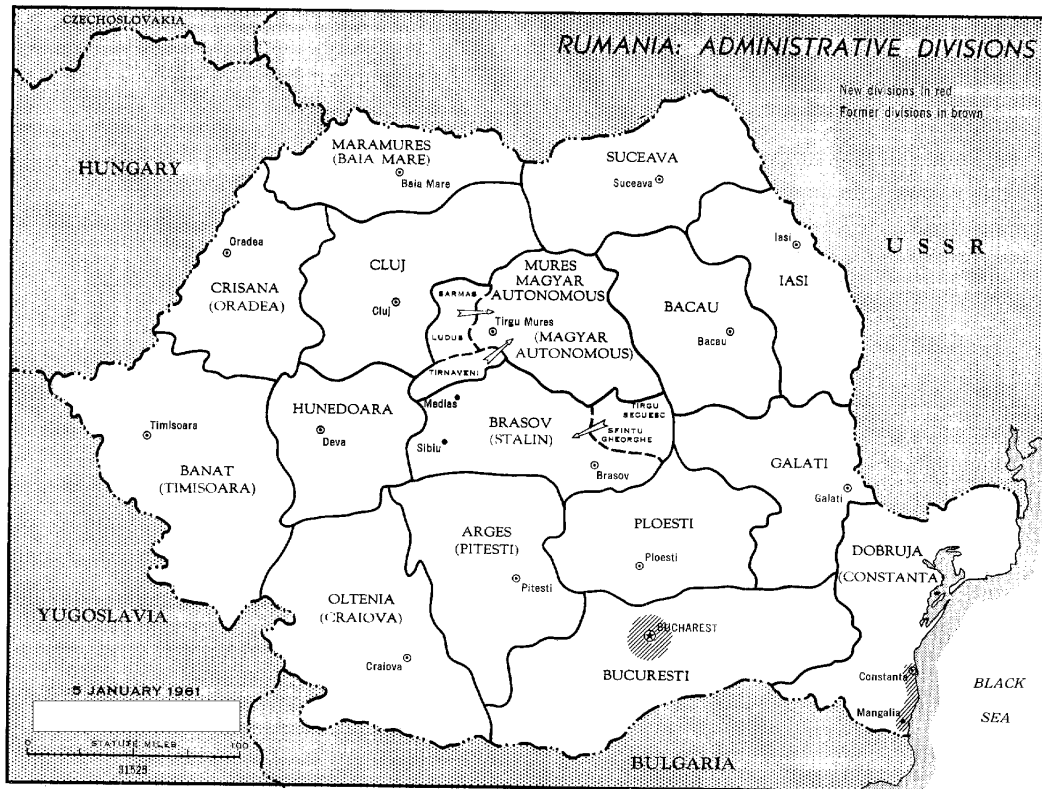 CZECHOSLOVAKIA
RUMANIA: ADMINISTRATIVE DIVISIONS
New divisions in red
Former divisions in brown
HUNGARY
MARAMURES
(BAIA MARE)
Baia Mare
SUCEAVA
Suceava
Oradea
CRISANA
(ORADEA)
CLUJ
Cluj
SARMAS
LUDUS
MURES
MAGYAR
AUTONOMOUS
Tirgu Mures
(MAGYAR
AUTONOMOUS)
TIRNAVENI
BACAU
Bacau
Iasi
IASI
USSR
Timisoara
BANAT
(TIMISOARA)
HUNEDOARA
Deva
Medias
Sibiu
BRASOV
(STALIN)
TIRGU
SECUESC
SFINTU
GHEORGHE
Brasov
GALATI
Galati
ARGES
(PITESTI)
Pitesti
PLOESTI
Ploesti
DOBRUJA
(CONSTANTA)
YUGOSLAVIA
OLTENIA
(CRAIOVA)
Craiova
BUCHAREST
BUCURESTI
Constanta
Mangalia
BLACK
SEA
5 JANUARY 1961
0 STATUTE MILES 100
31529
BULGARIA